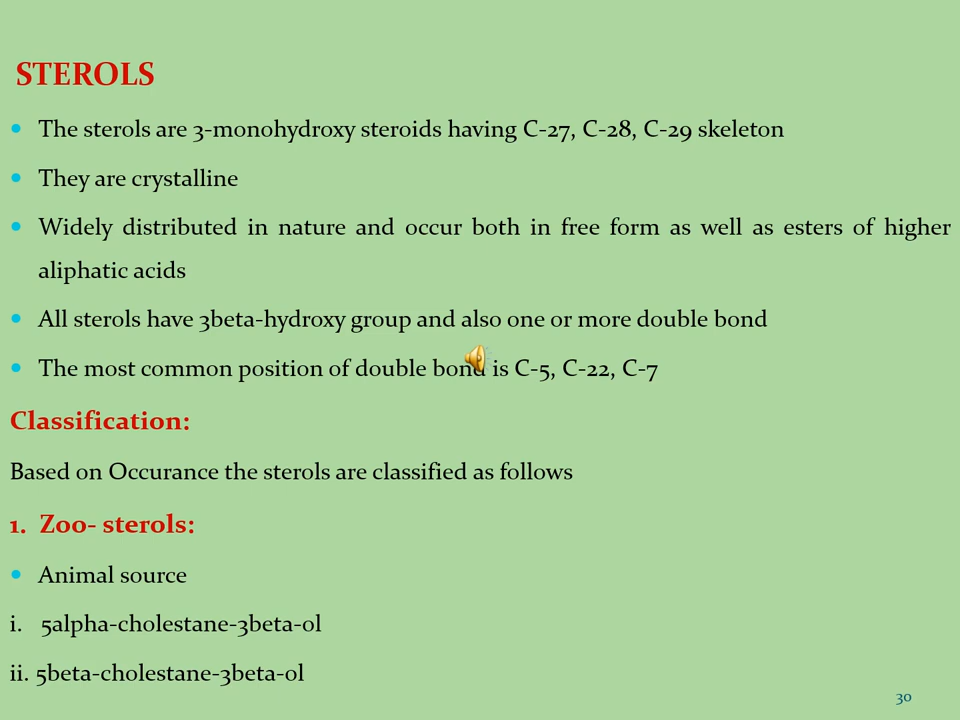 STEROLS
The sterols are 3-monohydroxy steroids having C-27, C-28, C-29 skeleton
They are crystalline
Widely distributed in nature and occur both in free form as well as esters of higher
aliphatic acids
All sterols have 3beta-hydroxy group and also one or more double bond
The most common position of double bond is C-5, C-22, C-7
Classification:
Based on Occurance the sterols are classified as follows
1. Zoo- sterols:
Animal source
i. 5alpha-cholestane-3beta-ol
ii. 5beta-cholestane-3beta-ol
30